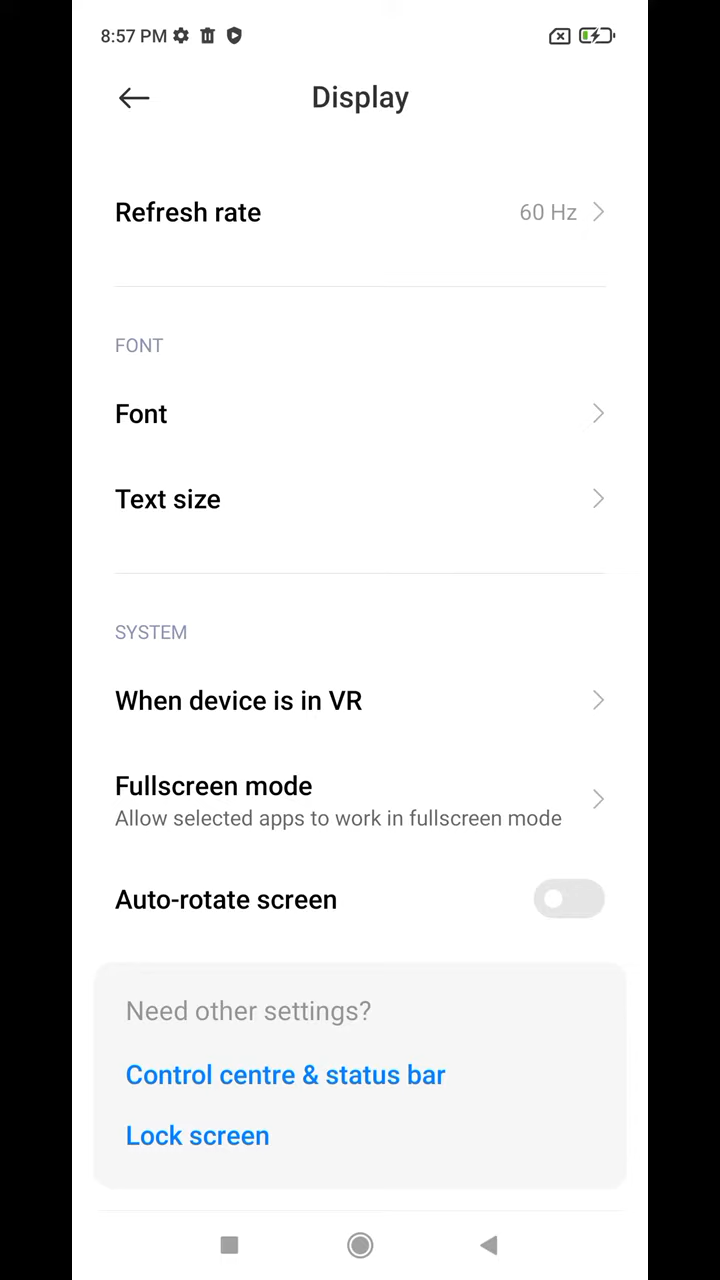 8:57 PM
Display
Refresh rate
60 Hz
FONT
Font
Text size
SYSTEM
When device is in VR
Fullscreen mode
Allow selected apps to work in fullscreen mode
Auto-rotate screen
Need other settings?
Control centre & status bar
Lock screen